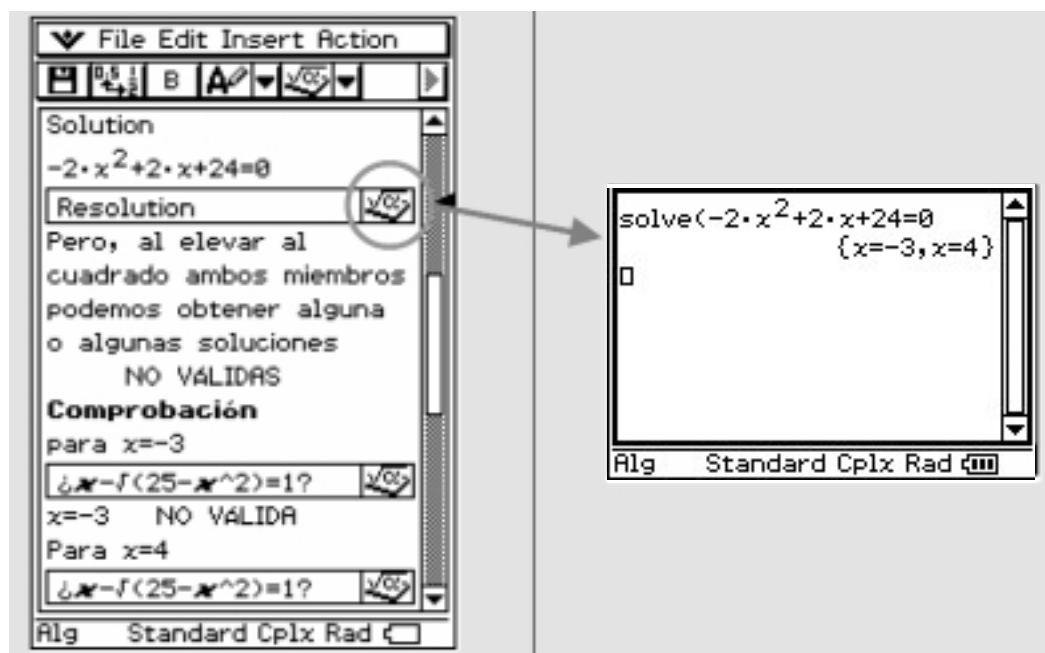 File Edit Insert Action
B
Solution
-2·x²+2·x+24=0
Resolution
Pero, al elevar al
cuadrado ambos miembros
podemos obtener alguna
o algunas soluciones
NO VÁLIDAS
Comprobación
para x=-3
¿x-√(25-x^2)=1?
x=-3 NO VÁLIDA
Para x=4
¿x-√(25-x^2)=1?
Alg Standard Cplx Rad
solve(-2·x²+2·x+24=0
{x=-3,x=4}
Alg Standard Cplx Rad